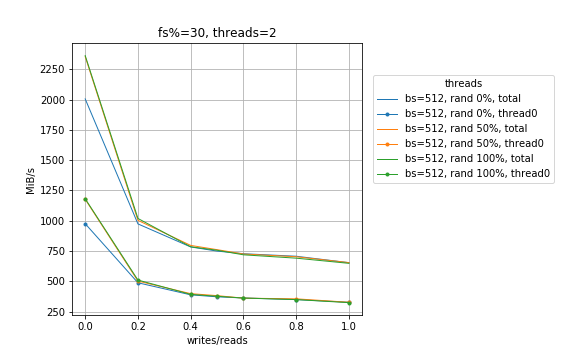 fs%=30, threads=2
MiB/s
2250
2000
1750
1500
1250
1000
750
500
250
0.0 0.2 0.4 0.6 0.8 1.0
writes/reads
threads
bs=512, rand 0%, total
bs=512, rand 0%, thread0
bs=512, rand 50%, total
bs=512, rand 50%, thread0
bs=512, rand 100%, total
bs=512, rand 100%, thread0